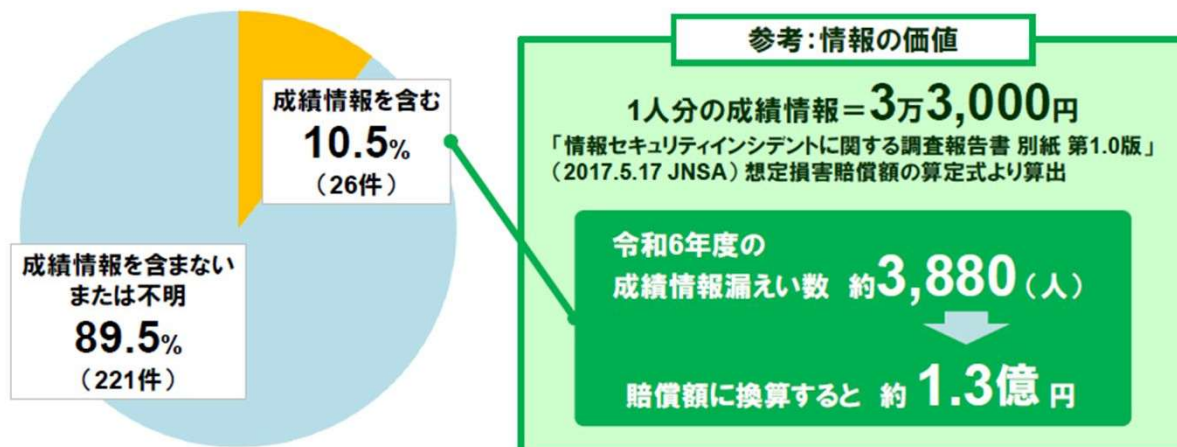 成績情報を含む
10.5%
（26件）
成績情報を含まない
または不明
89.5%
（221件）
参考：情報の価値
1人分の成績情報＝3万3,000円
「情報セキュリティインシデントに関する調査報告書 別紙 第1.0版」
（2017.5.17 JNSA）想定損害賠償額の算定式より算出
令和6年度の
成績情報漏えい数 約3,880（人）
賠償額に換算すると 約 1.3億円